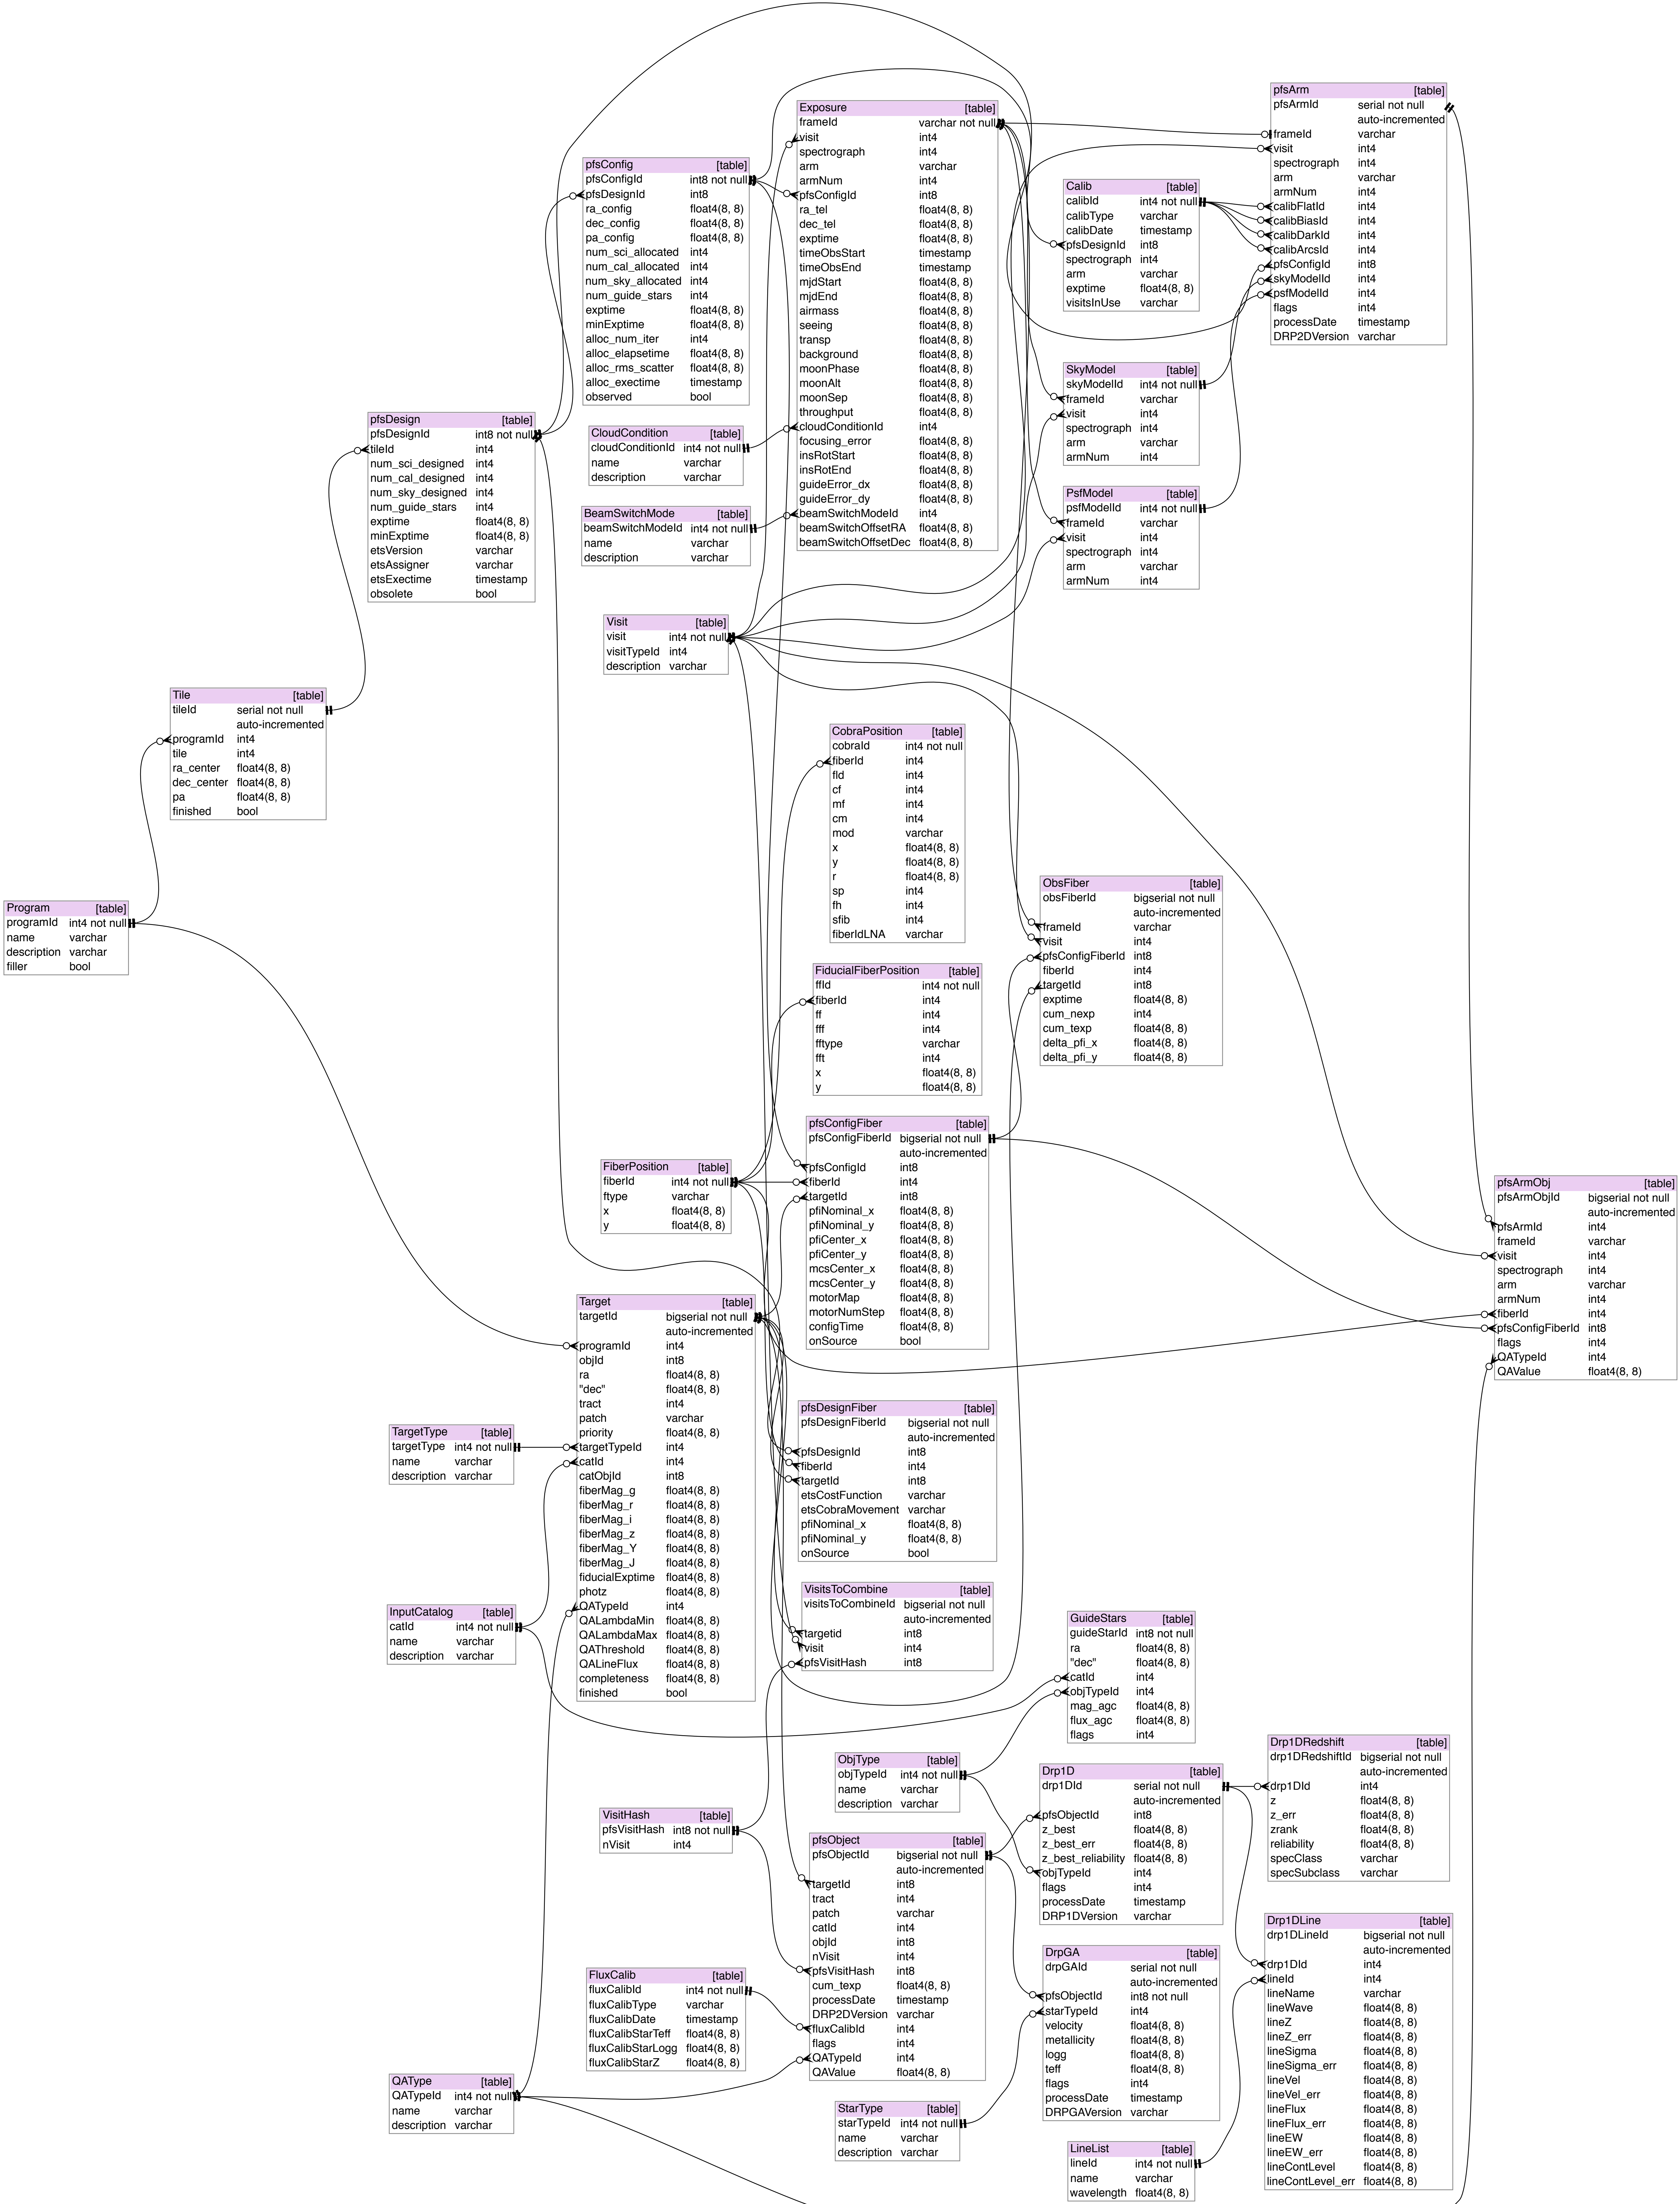 pfsArm [table]
pfsArmId serial not null
auto-incremented
frameId varchar
visit int4
spectrograph int4
arm varchar
armNum int4
calibFlatId int4
calibBiasId int4
calibDarkId int4
calibArcsId int4
pfsConfigId int8
skyModelId int4
psfModelId int4
flags int4
processDate timestamp
DRP2DVersion varchar
Exposure [table]
frameId varchar not null
visit int4
spectrograph int4
arm varchar
armNum int4
pfsConfigId int8
ra_tel float4(8, 8)
dec_tel float4(8, 8)
exptime float4(8, 8)
timeObsStart timestamp
timeObsEnd timestamp
mjdStart float4(8, 8)
mjdEnd float4(8, 8)
airmass float4(8, 8)
seeing float4(8, 8)
transp float4(8, 8)
background float4(8, 8)
moonPhase float4(8, 8)
moonAlt float4(8, 8)
moonSep float4(8, 8)
throughput float4(8, 8)
cloudConditionId int4
focusing_error float4(8, 8)
insRotStart float4(8, 8)
insRotEnd float4(8, 8)
guideError_dx float4(8, 8)
guideError_dy float4(8, 8)
beamSwitchModeId int4
beamSwitchOffsetRA float4(8, 8)
beamSwitchOffsetDec float4(8, 8)
pfsConfig [table]
pfsConfigId int8 not null
pfsDesignId int8
ra_config float4(8, 8)
dec_config float4(8, 8)
pa_config float4(8, 8)
num_sci_allocated int4
num_cal_allocated int4
num_sky_allocated int4
num_guide_stars int4
exptime float4(8, 8)
minExptime float4(8, 8)
alloc_num_iter int4
alloc_elapsetime float4(8, 8)
alloc_rms_scatter float4(8, 8)
alloc_exectime timestamp
observed bool
Calib [table]
calibId int4 not null
calibType varchar
calibDate timestamp
pfsDesignId int8
spectrograph int4
arm varchar
exptime float4(8, 8)
visitsInUse varchar
SkyModel [table]
skyModelId int4 not null
frameId varchar
visit int4
spectrograph int4
arm varchar
armNum int4
pfsDesign [table]
pfsDesignId int8 not null
tileId int4
num_sci_designed int4
num_cal_designed int4
num_sky_designed int4
num_guide_stars int4
exptime float4(8, 8)
minExptime float4(8, 8)
etsVersion varchar
etsAssigner varchar
etsExectime timestamp
obsolete bool
CloudCondition [table]
cloudConditionId int4 not null
name varchar
description varchar
PsfModel [table]
psfModelId int4 not null
frameId varchar
visit int4
spectrograph int4
arm varchar
armNum int4
BeamSwitchMode [table]
beamSwitchModeId int4 not null
name varchar
description varchar
Visit [table]
visit int4 not null
visitTypeId int4
description varchar
Tile [table]
tileId serial not null
auto-incremented
programId int4
tile int4
ra_center float4(8, 8)
dec_center float4(8, 8)
pa float4(8, 8)
finished bool
CobraPosition [table]
cobraId int4 not null
fiberId int4
fld int4
cf int4
mf int4
cm int4
mod varchar
x float4(8, 8)
y float4(8, 8)
r float4(8, 8)
sp int4
fh int4
sfib int4
fiberIdLNA varchar
Program [table]
programId int4 not null
name varchar
description varchar
filler bool
ObsFiber [table]
obsFiberId bigserial not null
auto-incremented
frameId varchar
visit int4
pfsConfigFiberId int8
fiberId int4
targetId int8
exptime float4(8, 8)
cum_nexp int4
cum_texp float4(8, 8)
delta_pfi_x float4(8, 8)
delta_pfi_y float4(8, 8)
FiducialFiberPosition [table]
ffId int4 not null
fiberId int4
ff int4
fff int4
fftype varchar
fft int4
x float4(8, 8)
y float4(8, 8)
pfsConfigFiber [table]
pfsConfigFiberId bigserial not null
auto-incremented
pfsConfigId int8
fiberId int4
targetId int8
pfiNominal_x float4(8, 8)
pfiNominal_y float4(8, 8)
pfiCenter_x float4(8, 8)
pfiCenter_y float4(8, 8)
mcsCenter_x float4(8, 8)
mcsCenter_y float4(8, 8)
motorMap float4(8, 8)
motorNumStep float4(8, 8)
configTime float4(8, 8)
onSource bool
FiberPosition [table]
fiberId int4 not null
ftype varchar
x float4(8, 8)
y float4(8, 8)
pfsArmObj [table]
pfsArmObjId bigserial not null
auto-incremented
pfsArmId int4
frameId varchar
visit int4
spectrograph int4
arm varchar
armNum int4
fiberId int4
pfsConfigFiberId int8
flags int4
QATypeId int4
QAValue float4(8, 8)
Target [table]
targetId bigserial not null
auto-incremented
programId int4
objId int8
ra float4(8, 8)
"dec" float4(8, 8)
tract int4
patch varchar
priority float4(8, 8)
targetTypeId int4
catId int4
catObjId int8
fiberMag_g float4(8, 8)
fiberMag_r float4(8, 8)
fiberMag_i float4(8, 8)
fiberMag_z float4(8, 8)
fiberMag_Y float4(8, 8)
fiberMag_J float4(8, 8)
fiducialExptime float4(8, 8)
photz float4(8, 8)
QATypeId int4
QALambdaMin float4(8, 8)
QALambdaMax float4(8, 8)
QAThreshold float4(8, 8)
QALineFlux float4(8, 8)
completeness float4(8, 8)
finished bool
pfsDesignFiber [table]
pfsDesignFiberId bigserial not null
auto-incremented
pfsDesignId int8
fiberId int4
targetId int8
etsCostFunction varchar
etsCobraMovement varchar
pfiNominal_x float4(8, 8)
pfiNominal_y float4(8, 8)
onSource bool
TargetType [table]
targetType int4 not null
name varchar
description varchar
VisitsToCombine [table]
visitsToCombineId bigserial not null
auto-incremented
targetid int8
visit int4
pfsVisitHash int8
InputCatalog [table]
catId int4 not null
name varchar
description varchar
GuideStars [table]
guideStarId int8 not null
ra float4(8, 8)
"dec" float4(8, 8)
catId int4
objTypeId int4
mag_agc float4(8, 8)
flux_agc float4(8, 8)
flags int4
ObjType [table]
objTypeId int4 not null
name varchar
description varchar
Drp1D [table]
drp1DId serial not null
auto-incremented
pfsObjectId int8
z_best float4(8, 8)
z_best_err float4(8, 8)
z_best_reliability float4(8, 8)
objTypeId int4
flags int4
processDate timestamp
DRP1DVersion varchar
Drp1DRedshift [table]
drp1DRedshiftId bigserial not null
auto-incremented
drp1DId int4
z float4(8, 8)
z_err float4(8, 8)
zrank float4(8, 8)
reliability float4(8, 8)
specClass varchar
specSubclass varchar
VisitHash [table]
pfsVisitHash int8 not null
nVisit int4
pfsObject [table]
pfsObjectId bigserial not null
auto-incremented
targetId int8
tract int4
patch varchar
catId int4
objId int8
nVisit int4
pfsVisitHash int8
cum_texp float4(8, 8)
processDate timestamp
DRP2DVersion varchar
fluxCalibId int4
flags int4
QATypeId int4
QAValue float4(8, 8)
Drp1DLine [table]
drp1DLineId bigserial not null
auto-incremented
drp1DId int4
lineId int4
lineName varchar
lineWave float4(8, 8)
lineZ float4(8, 8)
lineZ_err float4(8, 8)
lineSigma float4(8, 8)
lineSigma_err float4(8, 8)
lineVel float4(8, 8)
lineVel_err float4(8, 8)
lineFlux float4(8, 8)
lineFlux_err float4(8, 8)
lineEW float4(8, 8)
lineEW_err float4(8, 8)
lineContLevel float4(8, 8)
lineContLevel_err float4(8, 8)
DrpGA [table]
drpGAId serial not null
auto-incremented
pfsObjectId int8 not null
starTypeId int4
velocity float4(8, 8)
metallicity float4(8, 8)
logg float4(8, 8)
teff float4(8, 8)
flags int4
processDate timestamp
DRPGAVersion varchar
FluxCalib [table]
fluxCalibId int4 not null
fluxCalibType varchar
fluxCalibDate timestamp
fluxCalibStarTeff float4(8, 8)
fluxCalibStarLogg float4(8, 8)
fluxCalibStarZ float4(8, 8)
QAType [table]
QATypeId int4 not null
name varchar
description varchar
StarType [table]
starTypeId int4 not null
name varchar
description varchar
LineList [table]
lineId int4 not null
name varchar
wavelength float4(8, 8)